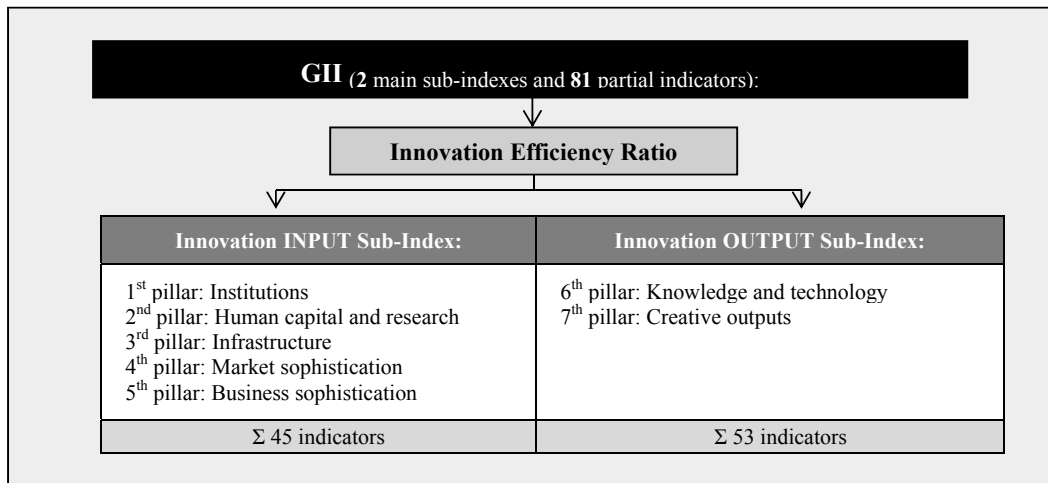 GII (2 main sub-indexes and 81 partial indicators):
Innovation Efficiency Ratio
Innovation INPUT Sub-Index:
Innovation OUTPUT Sub-Index:
1st pillar: Institutions
2nd pillar: Human capital and research
3rd pillar: Infrastructure
4th pillar: Market sophistication
5th pillar: Business sophistication
6th pillar: Knowledge and technology
7th pillar: Creative outputs
Σ 45 indicators
Σ 53 indicators